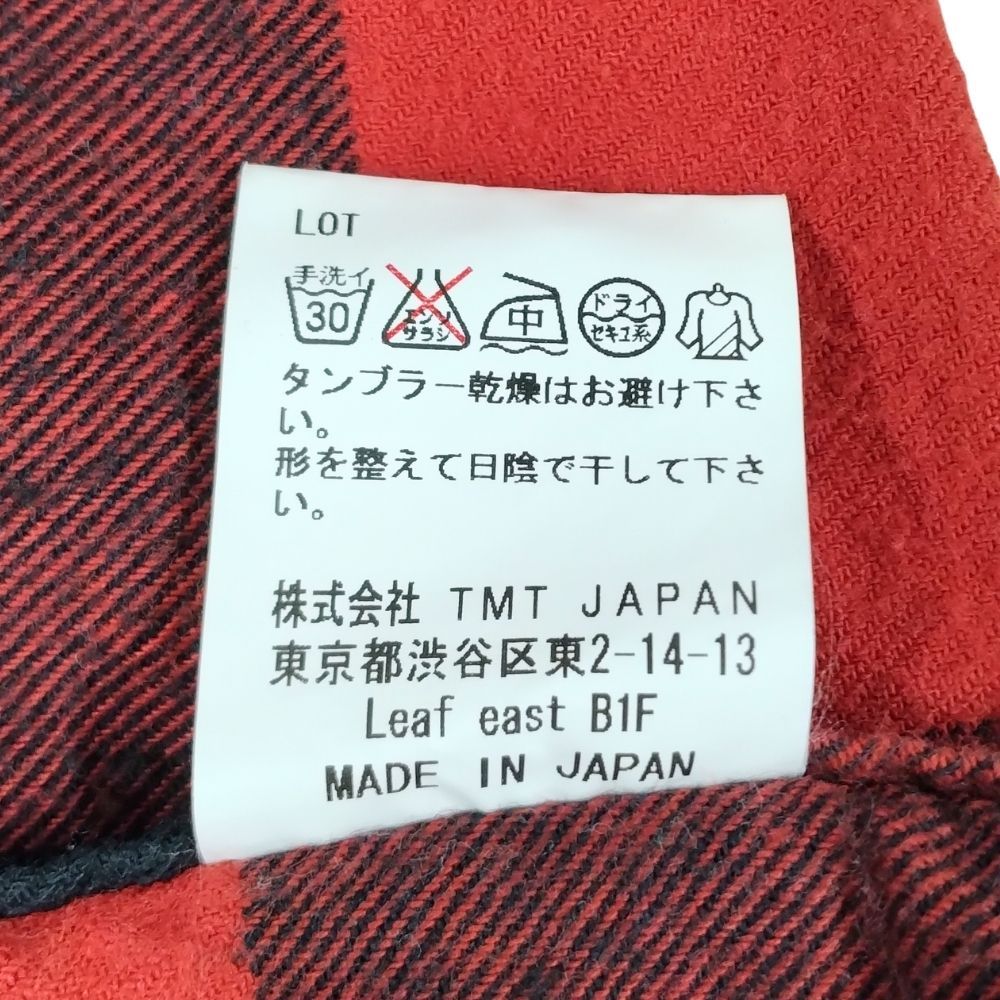 LOT
手洗イ
30
エンソ
サラシ
中
ドライ
セキユ系
タンブラー乾燥はお避け下さ
い。
形を整えて日陰で干して下さ
い。
株式会社 TMT JAPAN
東京都渋谷区東2-14-13
Leaf east B1F
MADE IN JAPAN